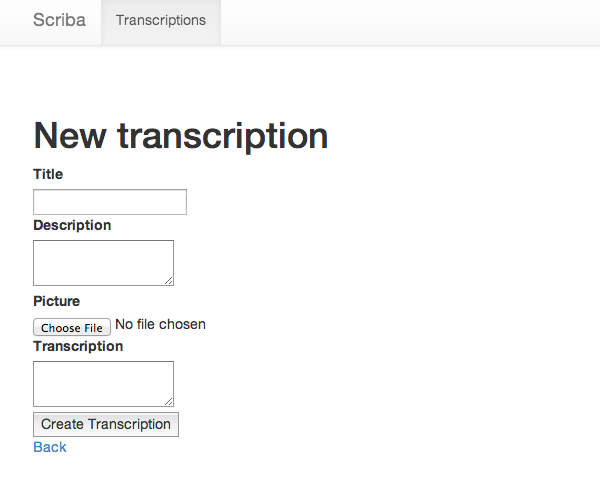 Scriba Transcriptions
New transcription
Title
Description
Picture
Choose File No file chosen
Transcription
Create Transcription
Back